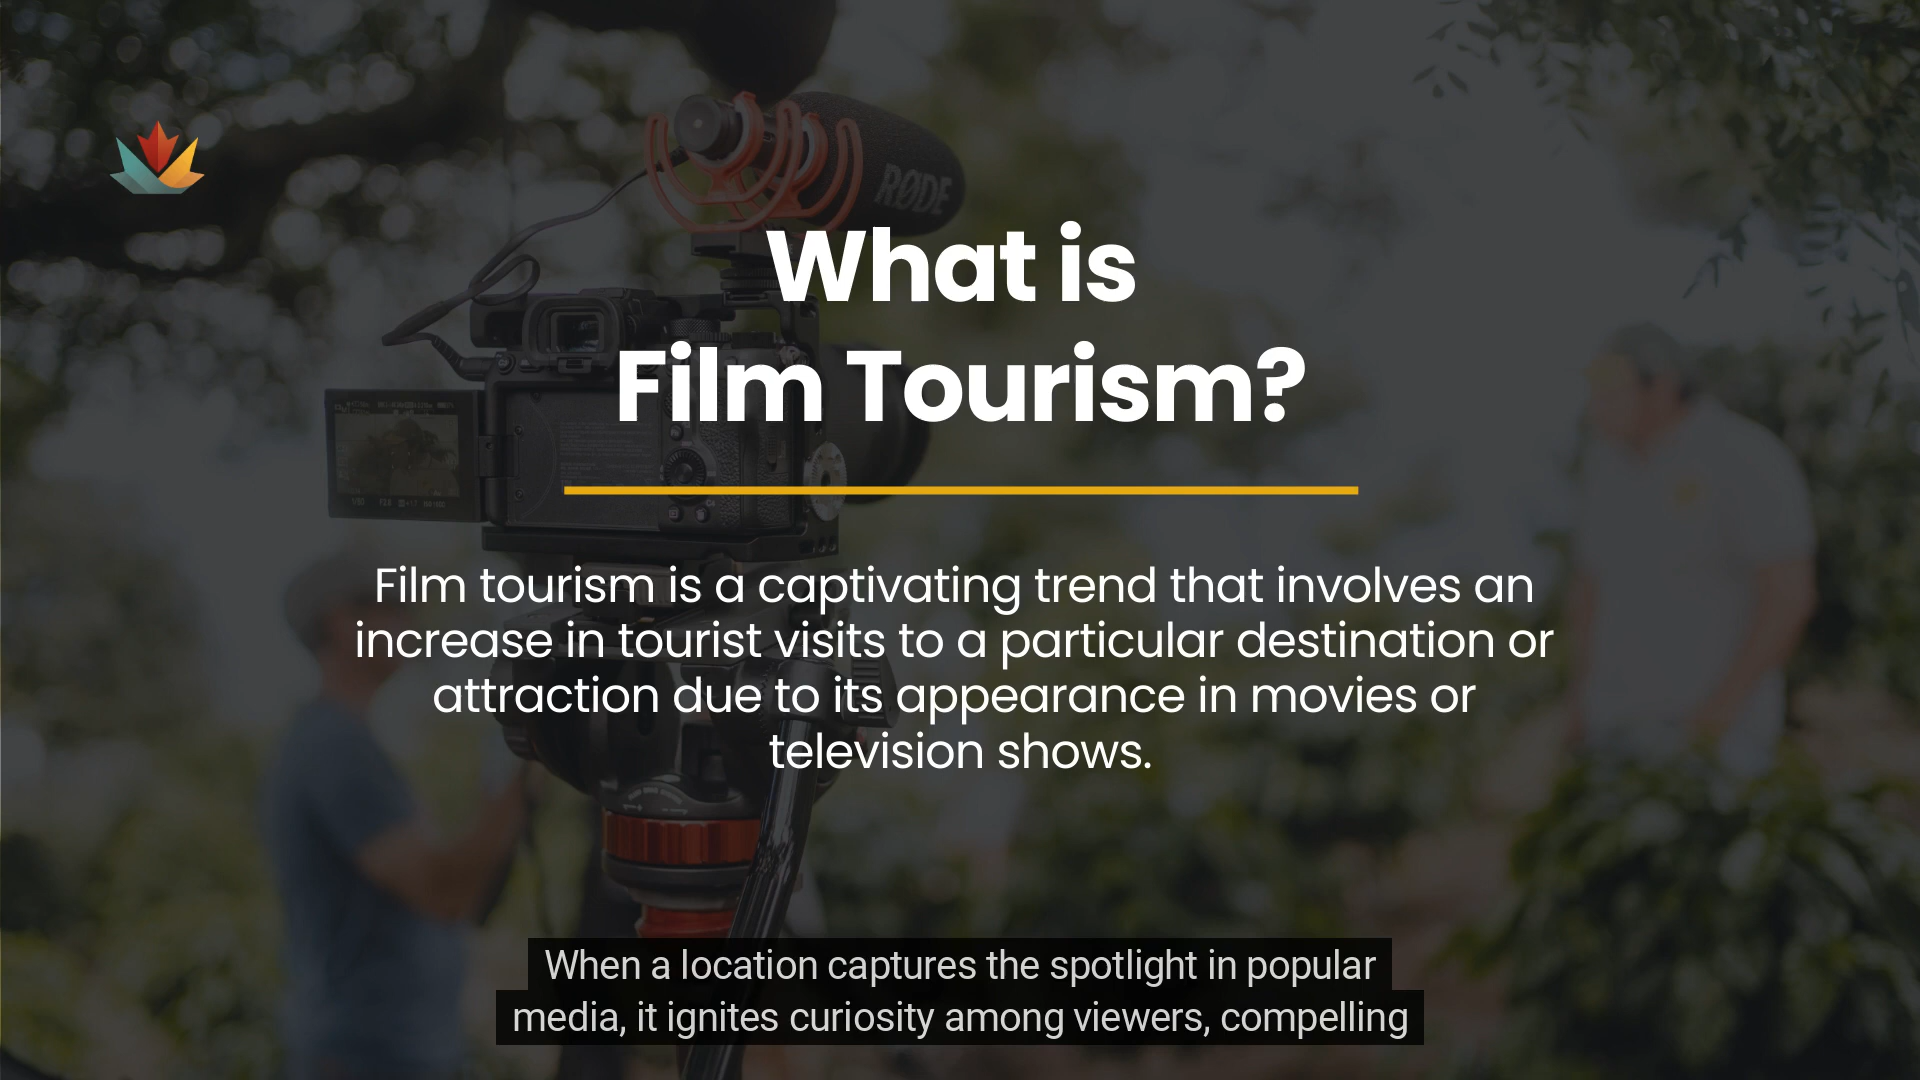 RØDE
What is
Film Tourism?
Film tourism is a captivating trend that involves an
increase in tourist visits to a particular destination or
attraction due to its appearance in movies or
television shows.
When a location captures the spotlight in popular
media, it ignites curiosity among viewers, compelling